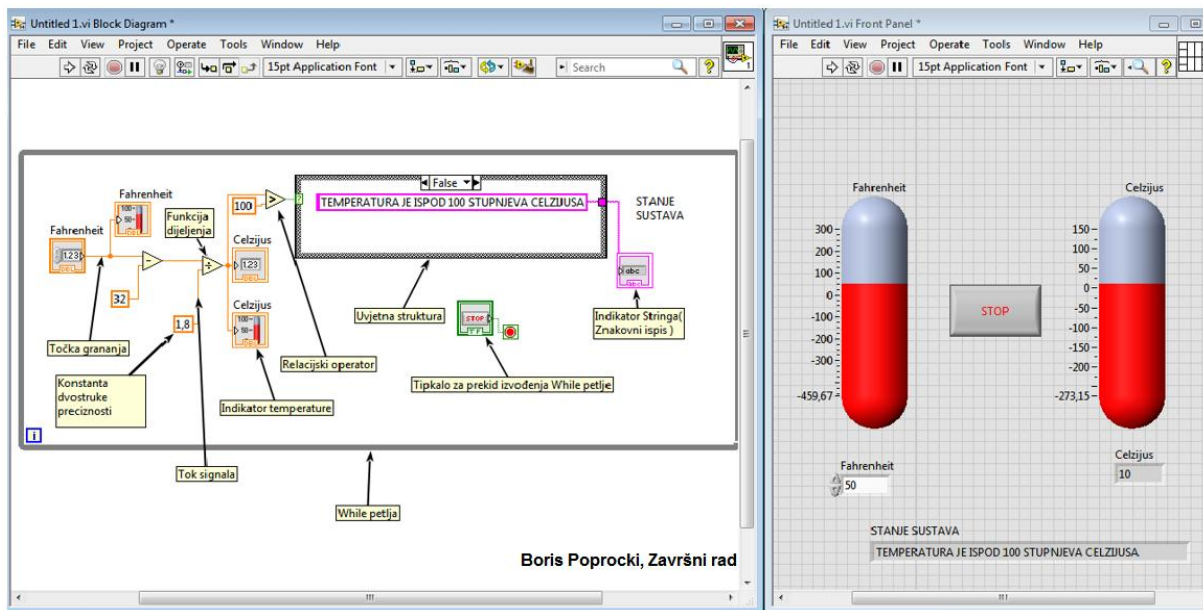 Untitled 1.vi Block Diagram *
File Edit View Project Operate Tools Window Help
15pt Application Font
Search
False
TEMPERATURA JE ISPOD 100 STUPNJEVA CELZIJUSA
STANJE
SUSTAVA
Fahrenheit
Funkcija
dijeljenja
100
Fahrenheit
1.23
Celzijus
1.23
abc
32
Celzijus
Uvjetna struktura
STOP
Indikator Stringa(
Znakovni ispis )
1,8
Točka grananja
Relacijski operator
Tipkalo za prekid izvođenja While petlje
Konstanta
dvostruke
preciznosti
Indikator temperature
i
Tok signala
While petlja
Boris Poprocki, Završni rad
Untitled 1.vi Front Panel *
File Edit View Project Operate Tools Window Help
15pt Application Font
Fahrenheit
300
200
100
0
-100
-200
-300
-459,67
Fahrenheit
50
STOP
Celzijus
150
100
50
0
-50
-100
-150
-200
-273,15
Celzijus
10
STANJE SUSTAVA
TEMPERATURA JE ISPOD 100 STUPNJEVA CELZIJUSA